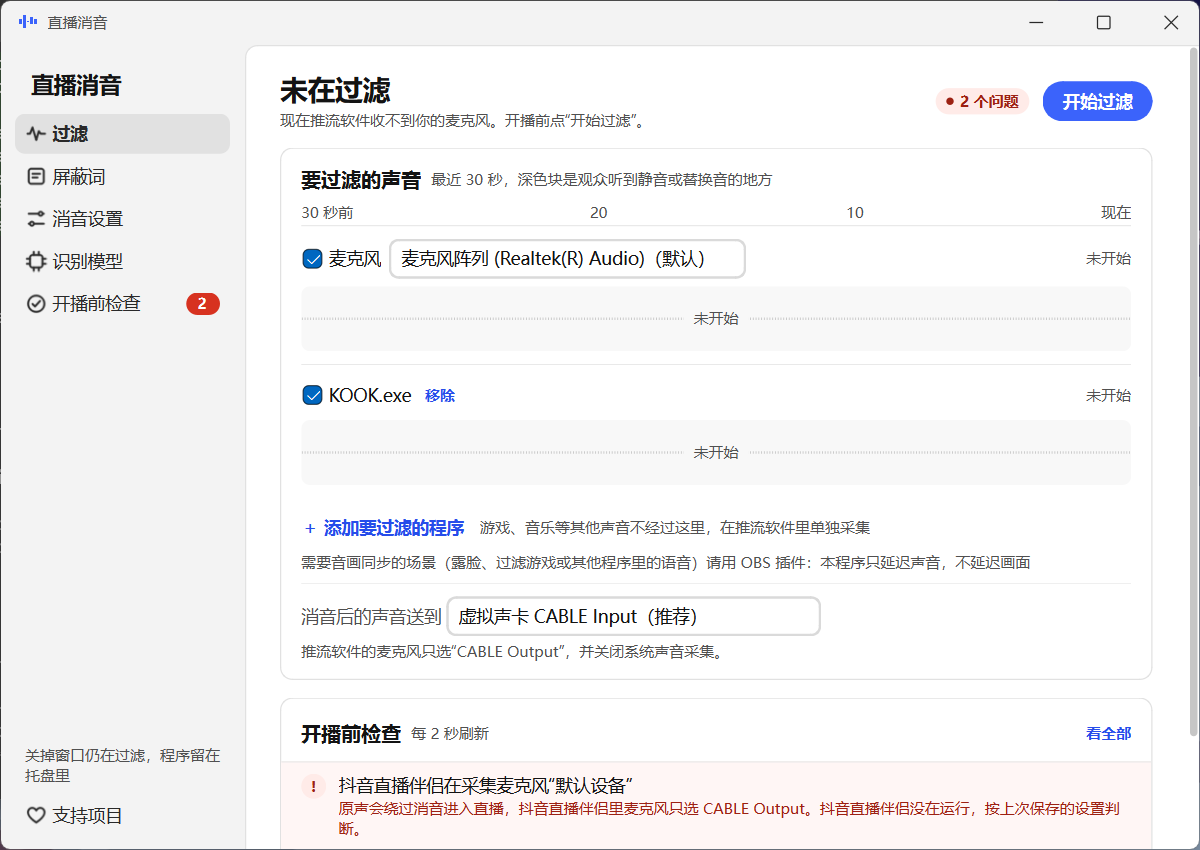 直播消音
直播消音
过滤
屏蔽词
消音设置
识别模型
开播前检查 2
关掉窗口仍在过滤，程序留在
托盘里
支持项目
未在过滤
现在推流软件收不到你的麦克风。开播前点“开始过滤”。
2 个问题
开始过滤
要过滤的声音 最近 30 秒，深色块是观众听到静音或替换音的地方
30 秒前 20 10 现在
麦克风 麦克风阵列 (Realtek(R) Audio)（默认） 未开始
未开始
KOOK.exe 移除 未开始
未开始
+ 添加要过滤的程序 游戏、音乐等其他声音不经过这里，在推流软件里单独采集
需要音画同步的场景（露脸、过滤游戏或其他程序里的语音）请用 OBS 插件：本程序只延迟声音，不延迟画面
消音后的声音送到 虚拟声卡 CABLE Input（推荐）
推流软件的麦克风只选“CABLE Output”，并关闭系统声音采集。
开播前检查 每 2 秒刷新 看全部
! 抖音直播伴侣在采集麦克风“默认设备”
原声会绕过消音进入直播，抖音直播伴侣里麦克风只选 CABLE Output。抖音直播伴侣没在运行，按上次保存的设置判
断。